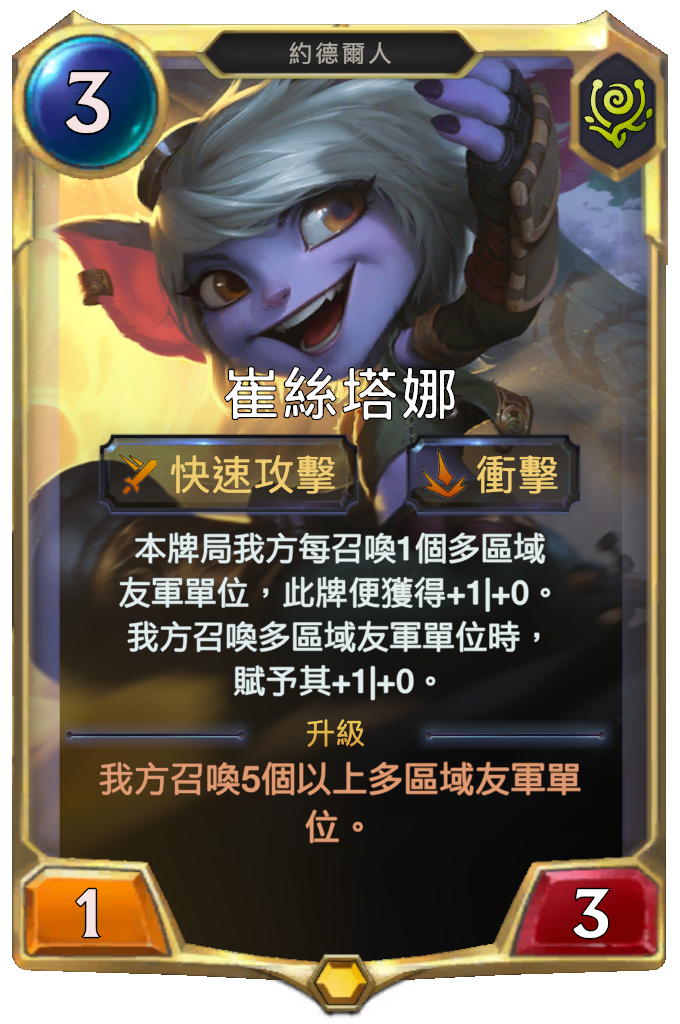 約德爾人
3
崔絲塔娜
快速攻擊 衝擊
本牌局我方每召喚1個多區域
友軍單位，此牌便獲得+1|+0。
我方召喚多區域友軍單位時，
賦予其+1|+0。
升級
我方召喚5個以上多區域友軍單
位。
1 3